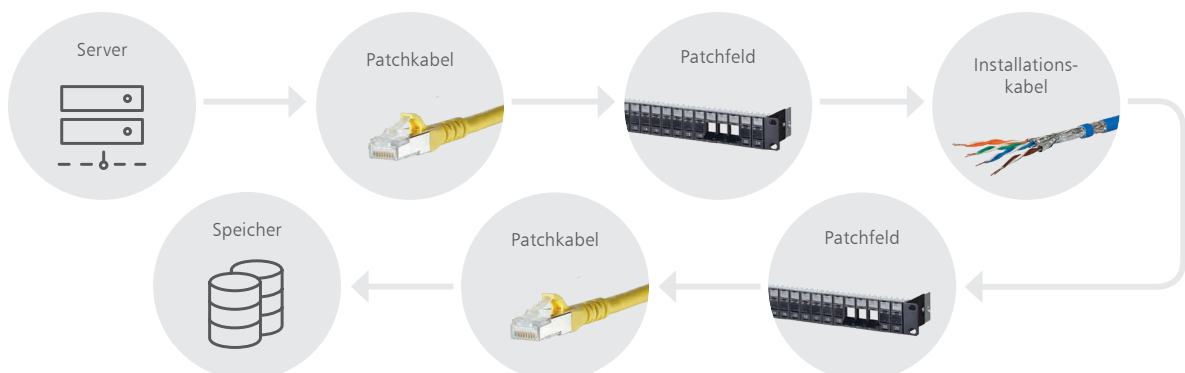 Server
Patchkabel
Patchfeld
Installations-
kabel
Speicher
Patchkabel
Patchfeld